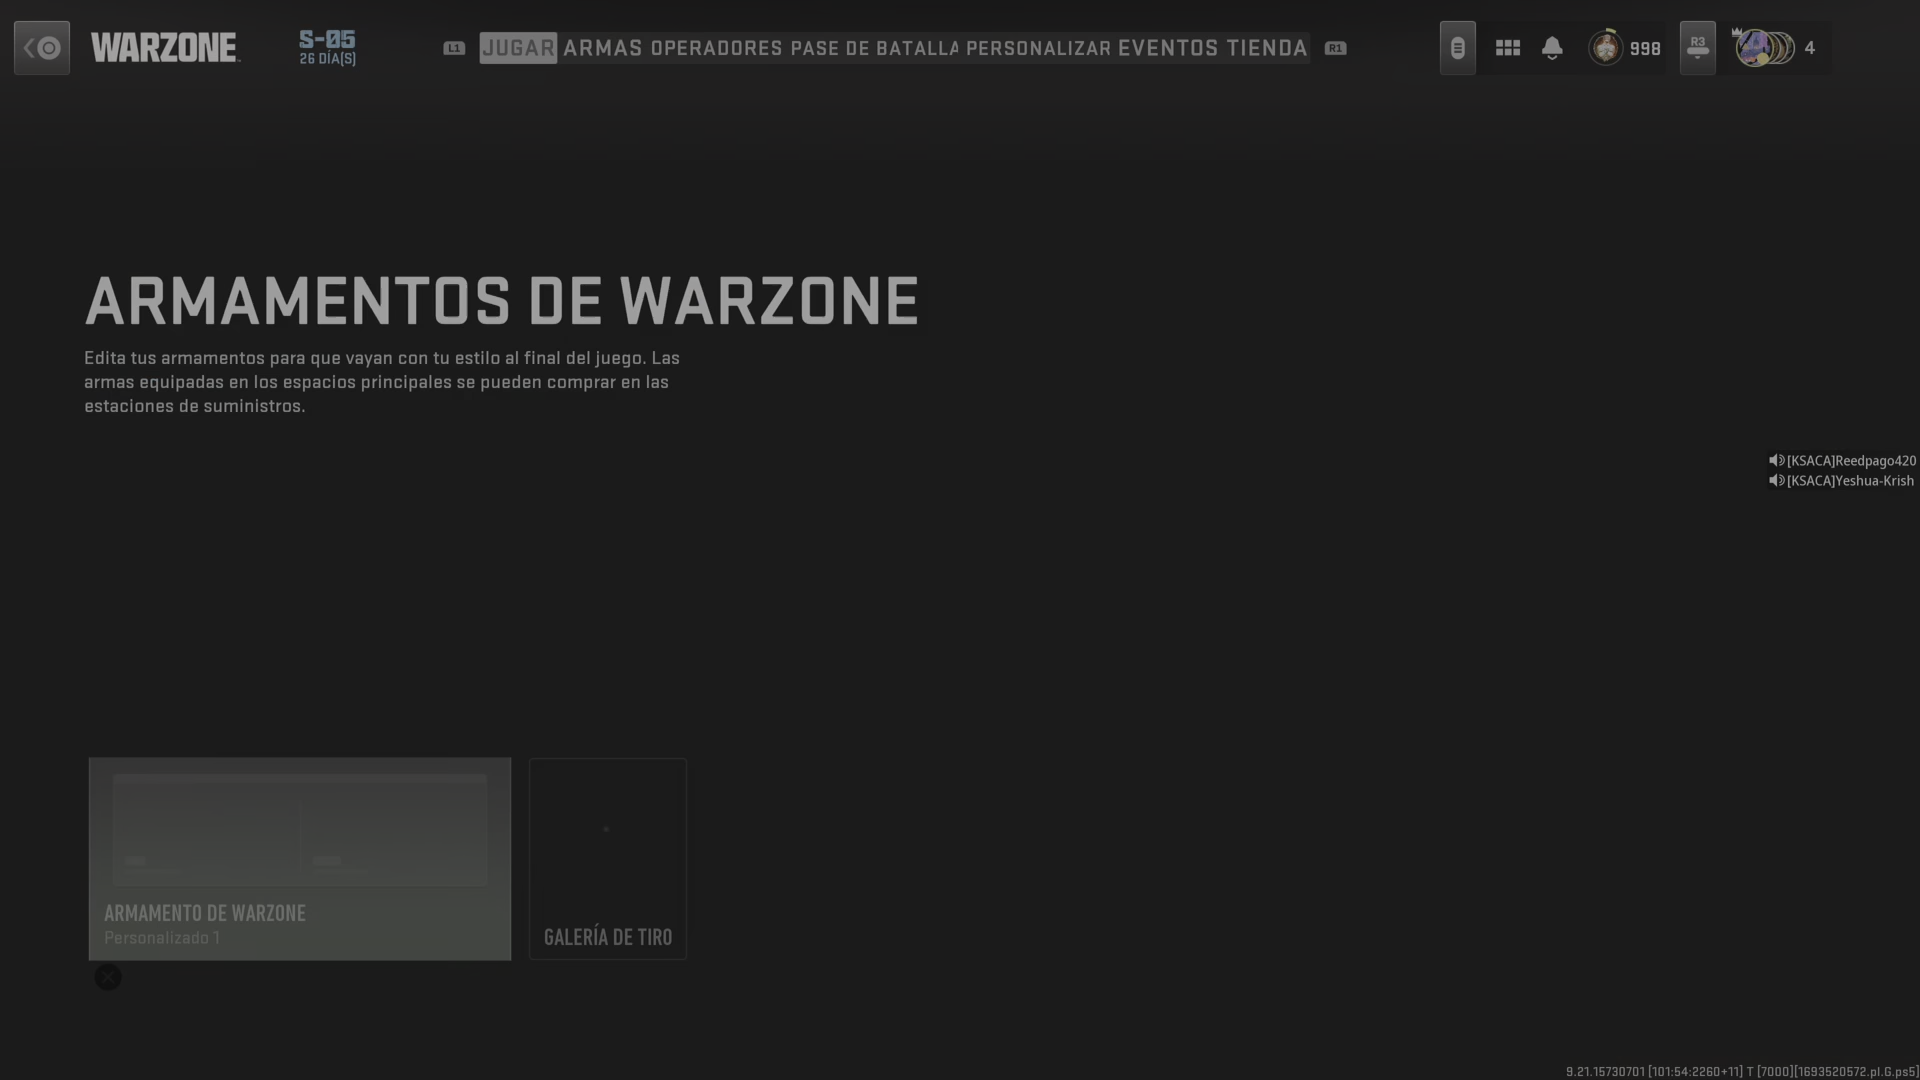 WARZONE
S-05
26 DÍA(S)
L1 JUGAR ARMAS OPERADORES PASE DE BATALLA PERSONALIZAR EVENTOS TIENDA R1
998
R3
4
ARMAMENTOS DE WARZONE
Edita tus armamentos para que vayan con tu estilo al final del juego. Las
armas equipadas en los espacios principales se pueden comprar en las
estaciones de suministros.
[KSACA]Reedpago420
[KSACA]Yeshua-Krish
ARMAMENTO DE WARZONE
Personalizado 1
GALERÍA DE TIRO
9.21.15730701 [101:54:2260+11] T [7000][1693520572.pl.G.ps5]